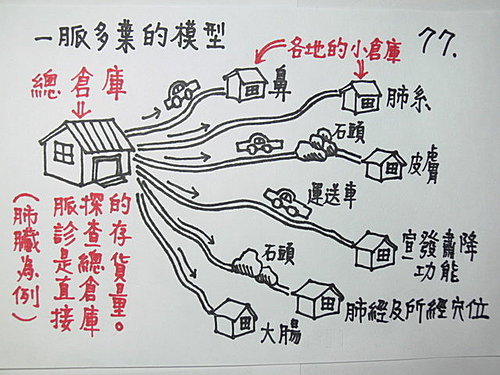 一脈多葉的模型
77.
各地的小倉庫
總倉庫
鼻
肺系
石頭
皮膚
運送車
宣發肅降
功能
石頭
肺經及所經穴位
大腸
的存貨量。
探查總倉庫
脈診是直接
(肺臟為例)